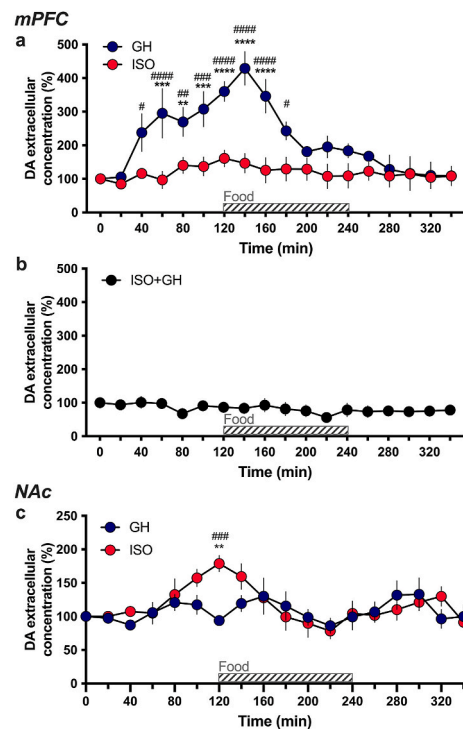 mPFC
a
GH
ISO
DA extracellular
concentration (%)
500
400
300
200
100
0
#
####
***
##
**
###
***
####
****
####
****
####
****
#
Food
0 40 80 120 160 200 240 280 320
Time (min)
b
ISO+GH
DA extracellular
concentration (%)
500
400
300
200
100
0
Food
0 40 80 120 160 200 240 280 320
Time (min)
NAc
c
GH
ISO
DA extracellular
concentration (%)
250
200
150
100
50
0
###
**
Food
0 40 80 120 160 200 240 280 320
Time (min)